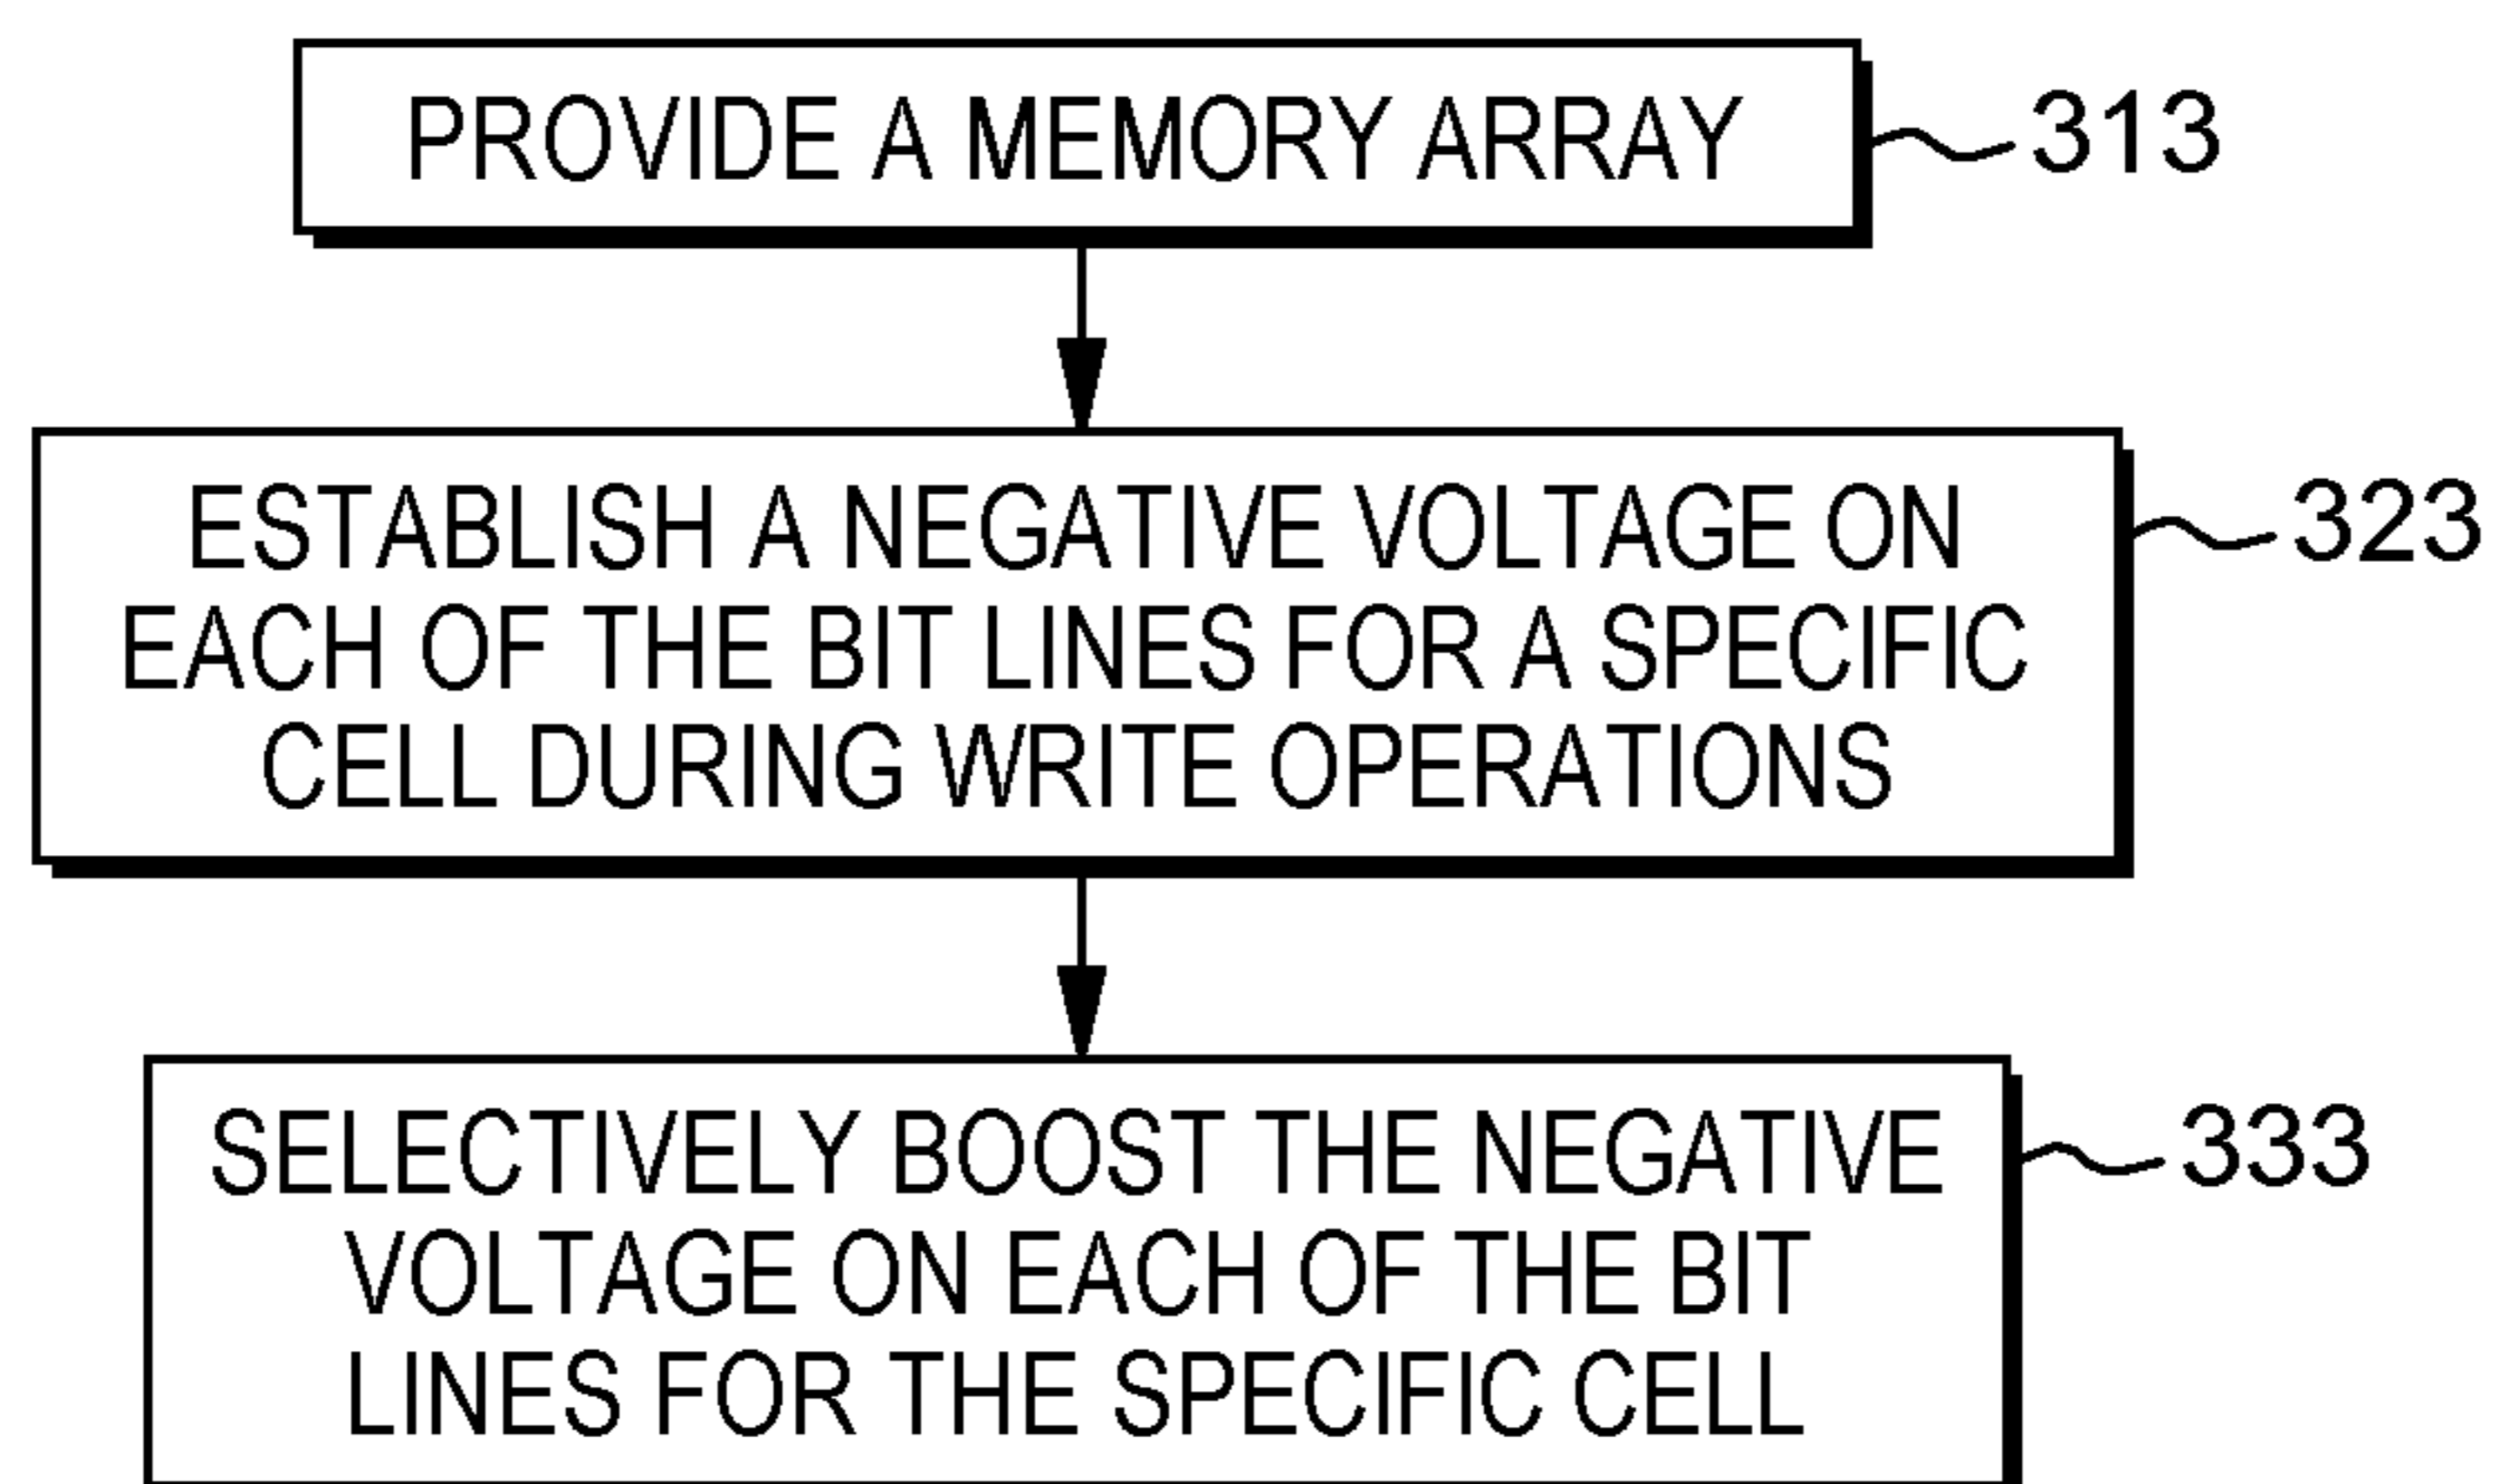 PROVIDE A MEMORY ARRAY
313
ESTABLISH A NEGATIVE VOLTAGE ON
EACH OF THE BIT LINES FOR A SPECIFIC
CELL DURING WRITE OPERATIONS
323
SELECTIVELY BOOST THE NEGATIVE
VOLTAGE ON EACH OF THE BIT
LINES FOR THE SPECIFIC CELL
333